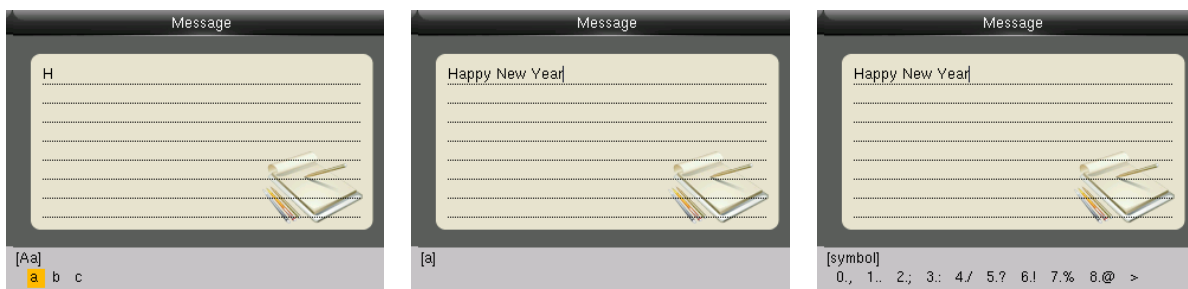 Message
H
[Aa]
a b c
Message
Happy New Year
[a]
Message
Happy New Year
[symbol]
0., 1.. 2.; 3.: 4./ 5.? 6.! 7.% 8.@ >